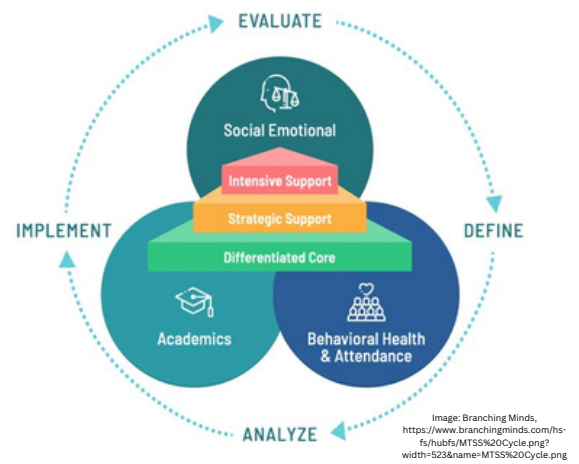 EVALUATE
Social Emotional
Intensive Support
Strategic Support
IMPLEMENT
DEFINE
Differentiated Core
Academics
Behavioral Health
& Attendance
ANALYZE
Image: Branching Minds,
https://www.branchingminds.com/hs-
fs/hubfs/MTSS%20Cycle.png?
width=523&name=MTSS%20Cycle.png